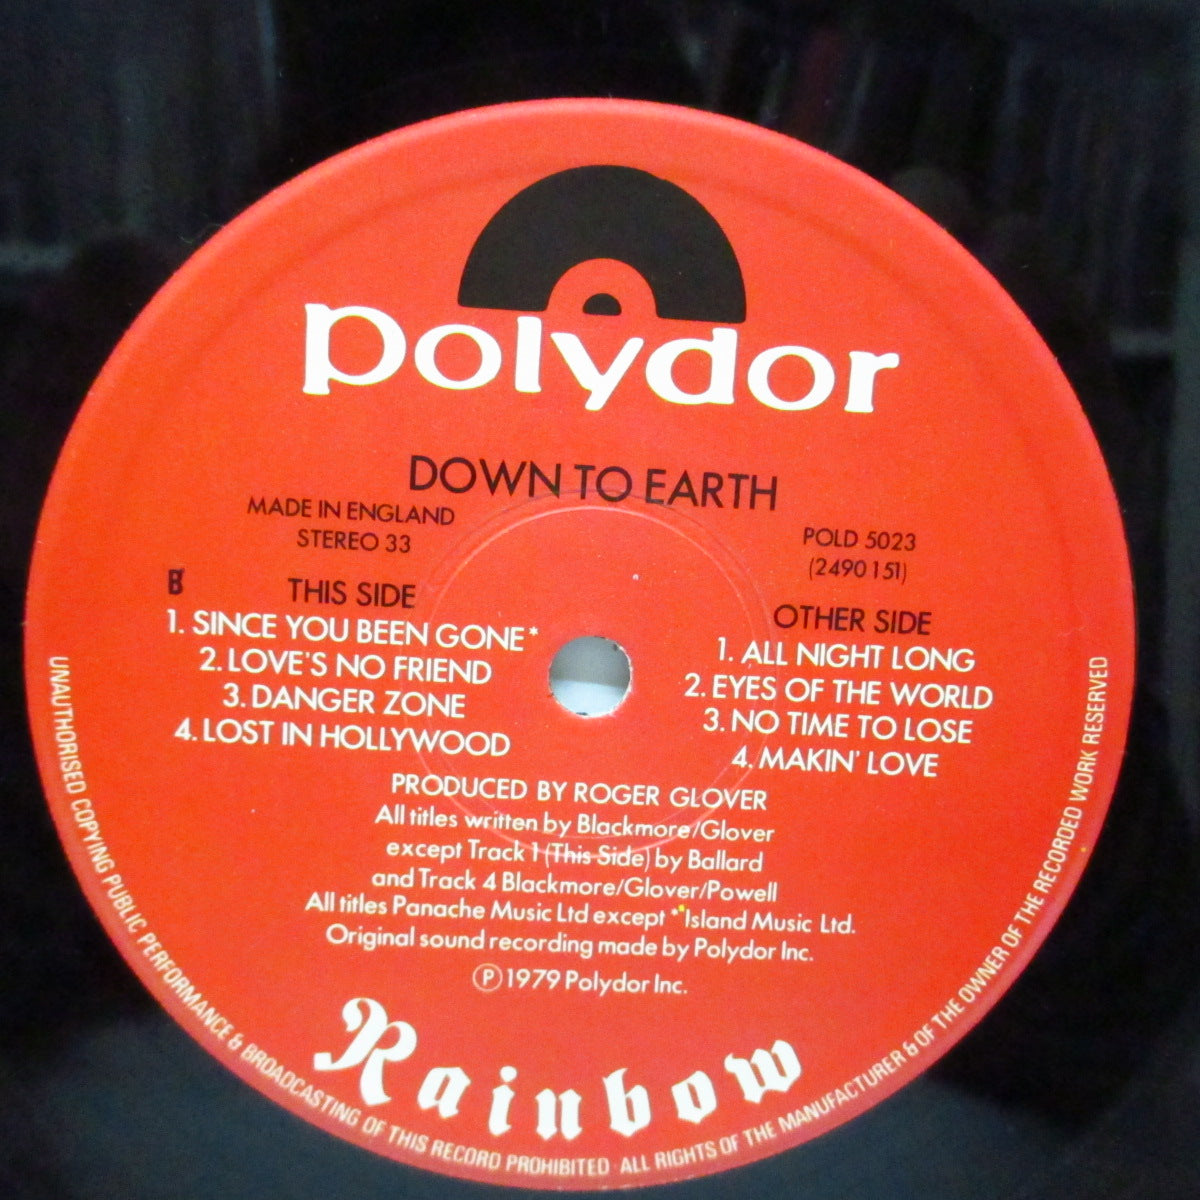 polydor
DOWN TO EARTH
MADE IN ENGLAND
STEREO 33
POLD 5023
(2490 151)
B
THIS SIDE
1. SINCE YOU BEEN GONE*
2. LOVE'S NO FRIEND
3. DANGER ZONE
4. LOST IN HOLLYWOOD
OTHER SIDE
1. ALL NIGHT LONG
2. EYES OF THE WORLD
3. NO TIME TO LOSE
4. MAKIN' LOVE
PRODUCED BY ROGER GLOVER
All titles written by Blackmore/Glover
except Track 1 (This Side) by Ballard
and Track 4 Blackmore/Glover/Powell
All titles Panache Music Ltd except *Island Music Ltd.
Original sound recording made by Polydor Inc.
℗ 1979 Polydor Inc.
Rainbow
UNAUTHORISED COPYING PUBLIC PERFORMANCE & BROADCASTING OF THIS RECORD PROHIBITED · ALL RIGHTS OF THE MANUFACTURER & OF THE OWNER OF THE RECORDED WORK RESERVED